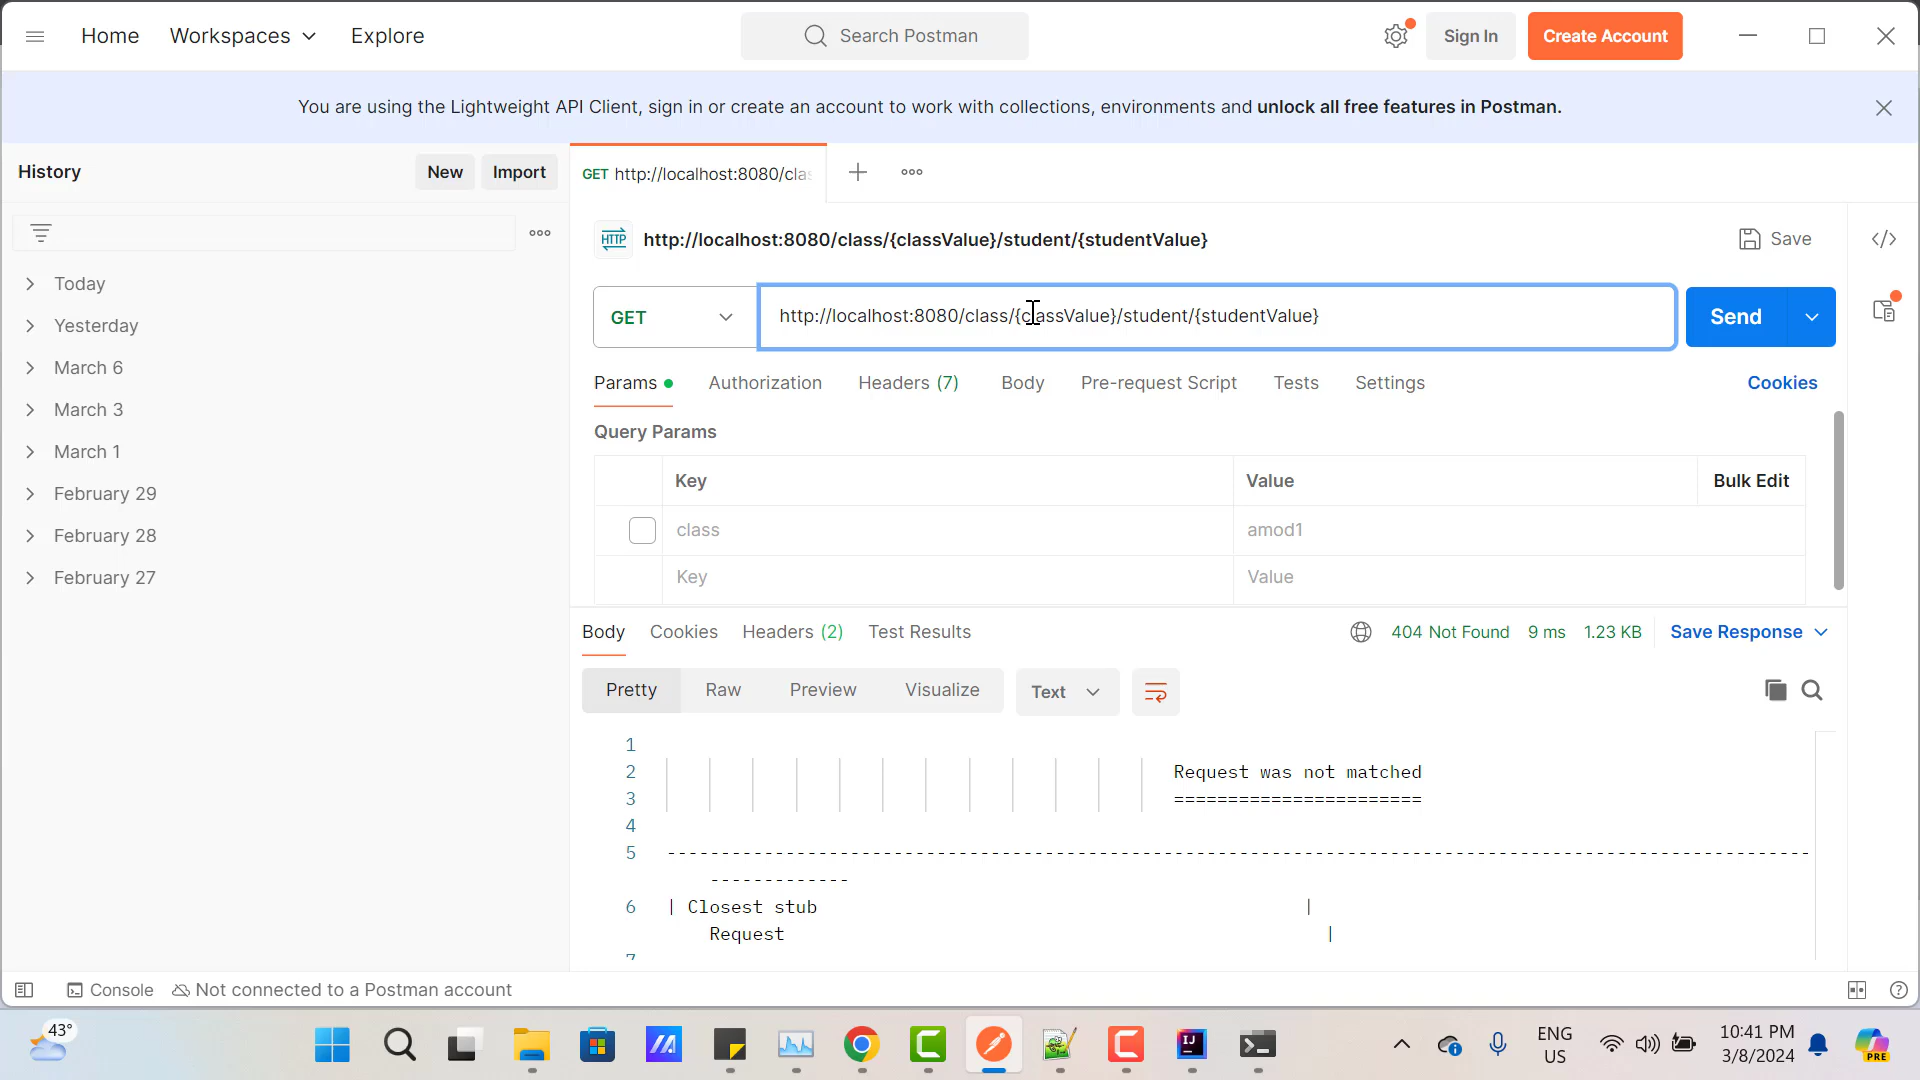 Home
Workspaces
Explore
Search Postman
Sign In
Create Account
You are using the Lightweight API Client, sign in or create an account to work with collections, environments and unlock all free features in Postman.
History
New
Import
GET http://localhost:8080/clas
HTTP
http://localhost:8080/class/{classValue}/student/{studentValue}
Save
Today
Yesterday
March 6
March 3
March 1
February 29
February 28
February 27
GET
http://localhost:8080/class/{classValue}/student/{studentValue}
Send
Params
Authorization
Headers (7)
Body
Pre-request Script
Tests
Settings
Cookies
Query Params
Key
Value
Bulk Edit
class
amod1
Key
Value
Body
Cookies
Headers (2)
Test Results
404 Not Found
9 ms
1.23 KB
Save Response
Pretty
Raw
Preview
Visualize
Text
1
2 Request was not matched
3 =======================
4
5 ----------------------------------------------------------------------------------------------------------
-------------
6 | Closest stub |
Request |
7
Console
Not connected to a Postman account
43°
IJ
ENG
US
10:41 PM
3/8/2024
PRE